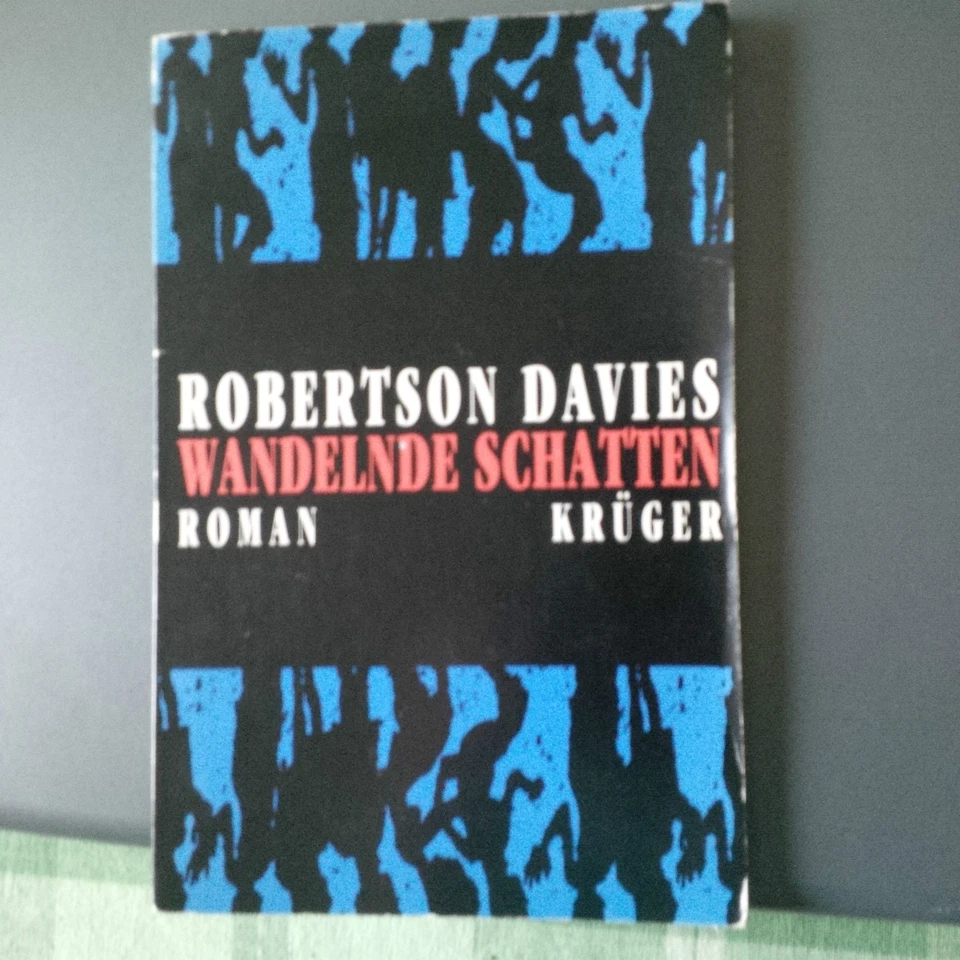 ROBERTSON DAVIES
WANDELNDE SCHATTEN
ROMAN KRÜGER